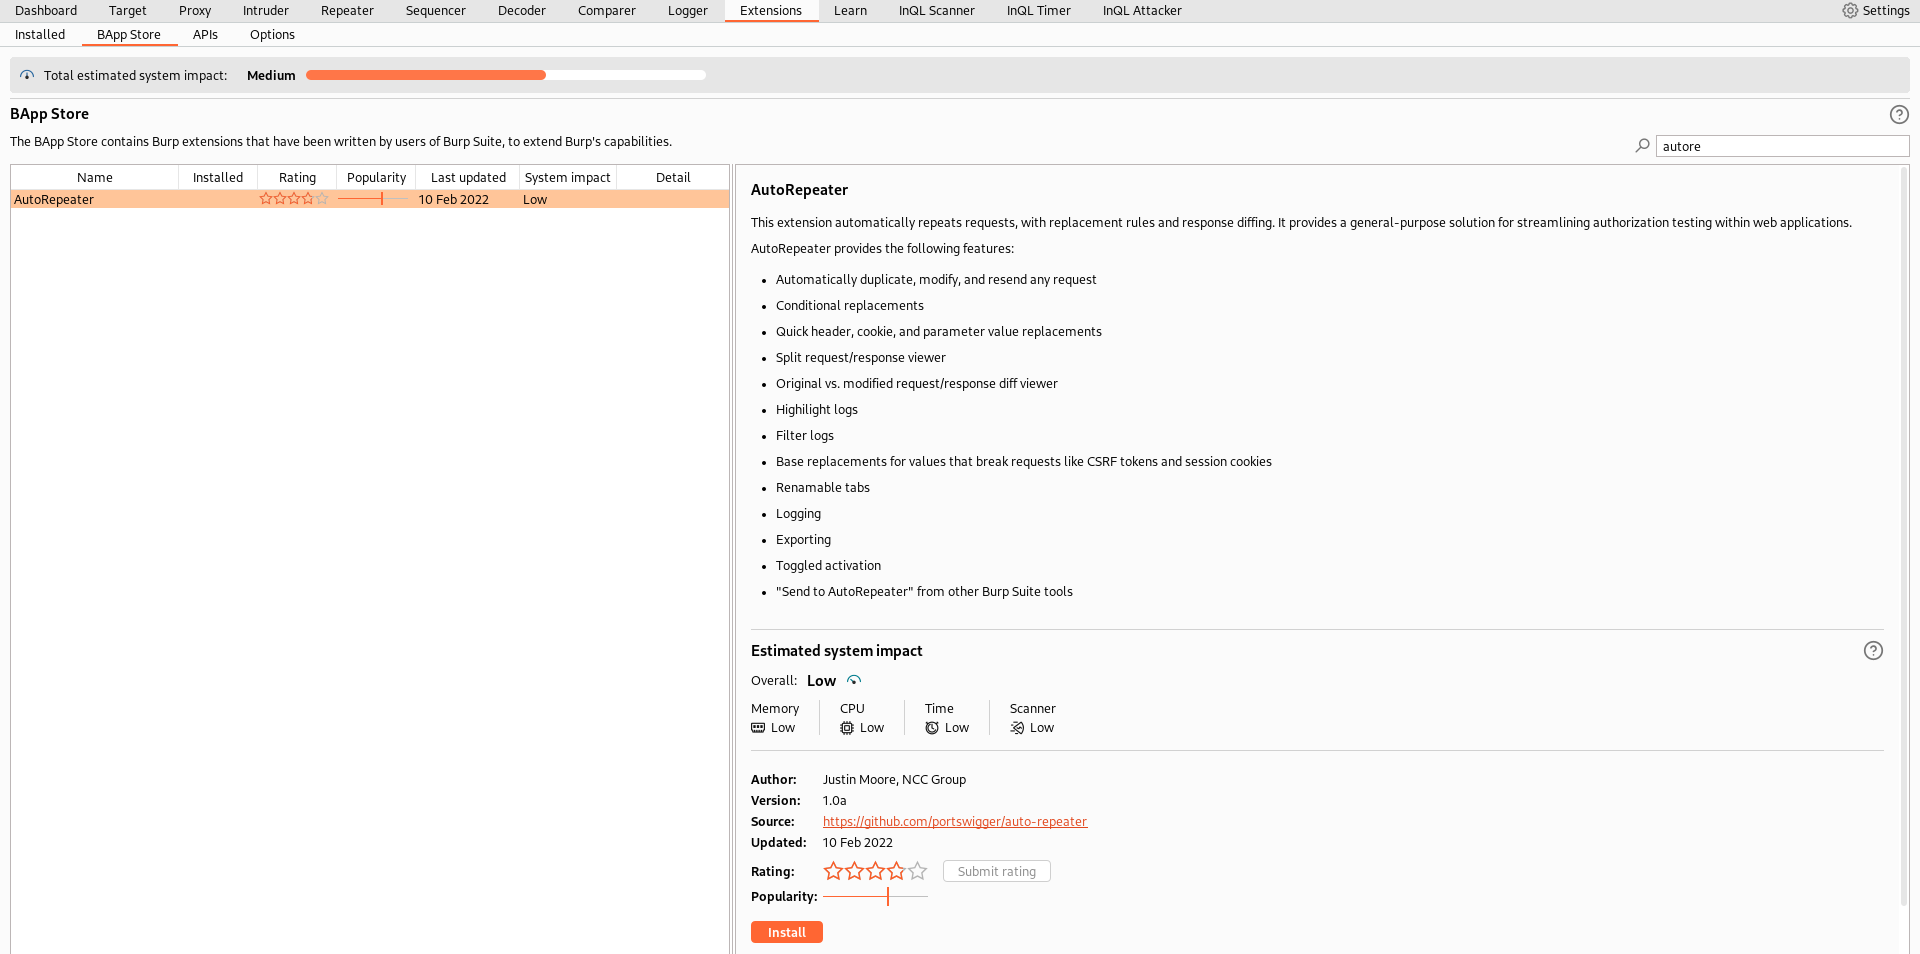 Dashboard Target Proxy Intruder Repeater Sequencer Decoder Comparer Logger Extensions Learn InQL Scanner InQL Timer InQL Attacker Settings
Installed BApp Store APIs Options
Total estimated system impact: Medium
BApp Store
The BApp Store contains Burp extensions that have been written by users of Burp Suite, to extend Burp's capabilities.
autore
Name Installed Rating Popularity Last updated System impact Detail
AutoRepeater 10 Feb 2022 Low
AutoRepeater
This extension automatically repeats requests, with replacement rules and response diffing. It provides a general-purpose solution for streamlining authorization testing within web applications.
AutoRepeater provides the following features:
• Automatically duplicate, modify, and resend any request
• Conditional replacements
• Quick header, cookie, and parameter value replacements
• Split request/response viewer
• Original vs. modified request/response diff viewer
• Highilight logs
• Filter logs
• Base replacements for values that break requests like CSRF tokens and session cookies
• Renamable tabs
• Logging
• Exporting
• Toggled activation
• "Send to AutoRepeater" from other Burp Suite tools
Estimated system impact
Overall: Low
Memory CPU Time Scanner
Low Low Low Low
Author: Justin Moore, NCC Group
Version: 1.0a
Source: https://github.com/portswigger/auto-repeater
Updated: 10 Feb 2022
Rating: Submit rating
Popularity:
Install